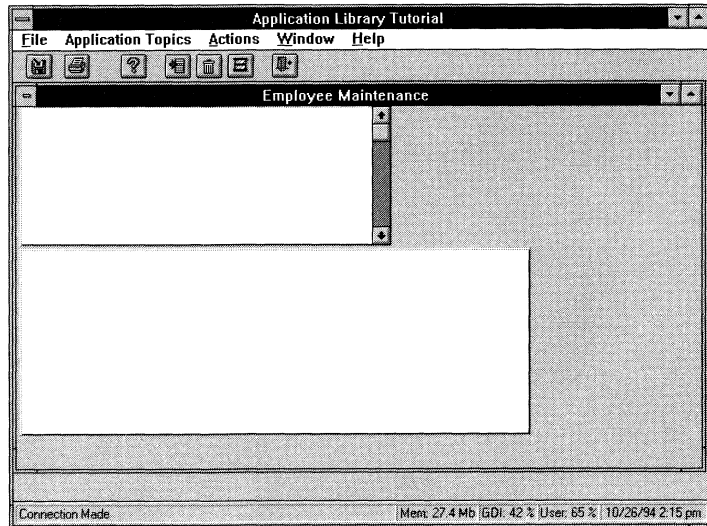 Application Library Tutorial
File Application Topics Actions Window Help
?
Employee Maintenance
Connection Made Mem: 27.4 Mb GDI: 42 % User: 65 % 10/26/94 2:15 pm